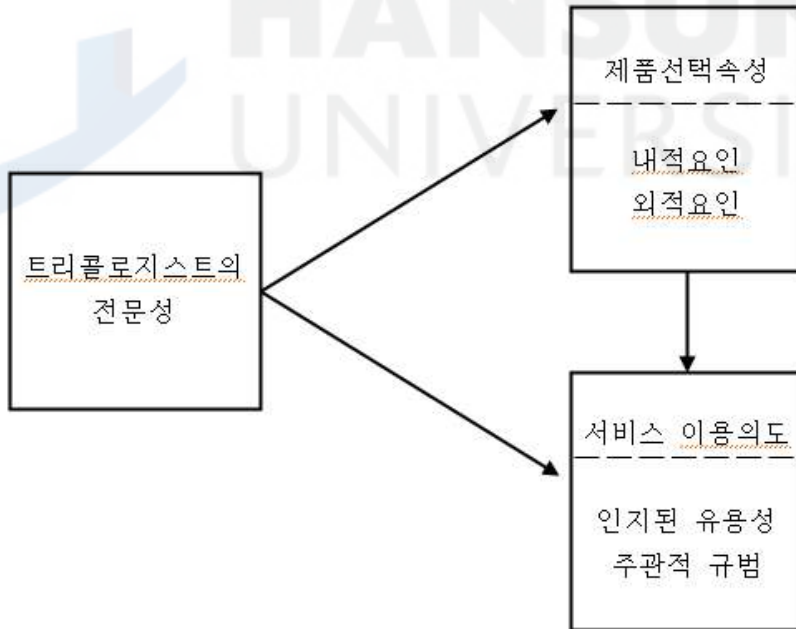 HANSUN
UNIVERSI
제품선택속성
내적요인
외적요인
트리콜로지스트의
전문성
서비스 이용의도
인지된 유용성
주관적 규범